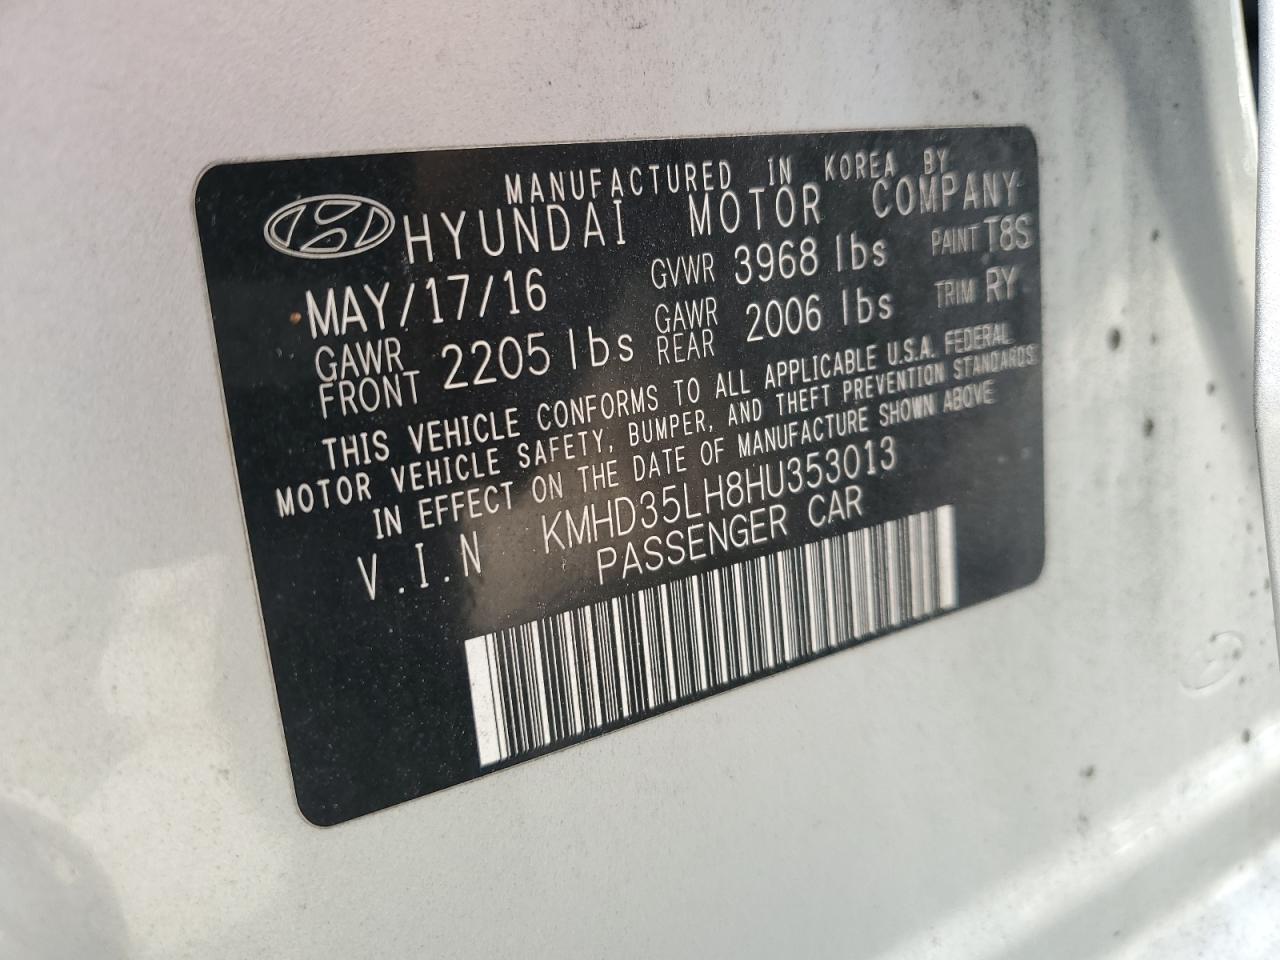 MANUFACTURED IN KOREA BY
HYUNDAI MOTOR COMPANY
MAY/17/16 GVWR 3968 lbs PAINT T8S
GAWR FRONT 2205 lbs GAWR REAR 2006 lbs TRIM RY
THIS VEHICLE CONFORMS TO ALL APPLICABLE U.S.A. FEDERAL
MOTOR VEHICLE SAFETY, BUMPER, AND THEFT PREVENTION STANDARDS
IN EFFECT ON THE DATE OF MANUFACTURE SHOWN ABOVE
V.I.N KMHD35LH8HU353013
PASSENGER CAR